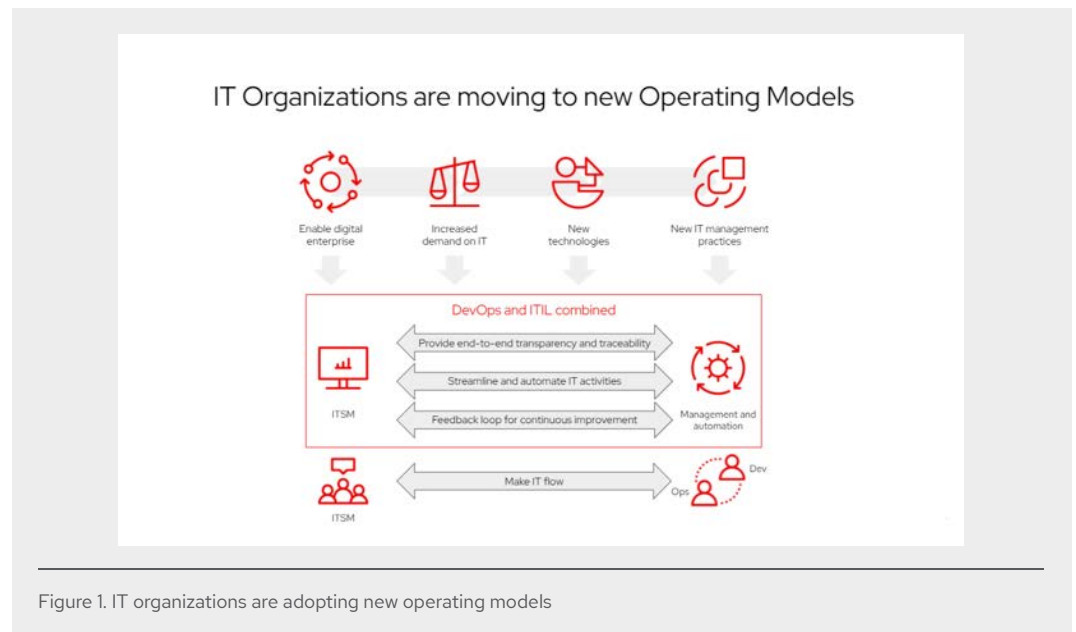 IT Organizations are moving to new Operating Models
Enable digital
enterprise
Increased
demand on IT
New
technologies
New IT management
practices
DevOps and ITIL combined
Provide end-to-end transparency and traceability
Streamline and automate IT activities
Feedback loop for continuous improvement
ITSM
Management and
automation
Make IT flow
ITSM
Ops
Dev
Figure 1. IT organizations are adopting new operating models